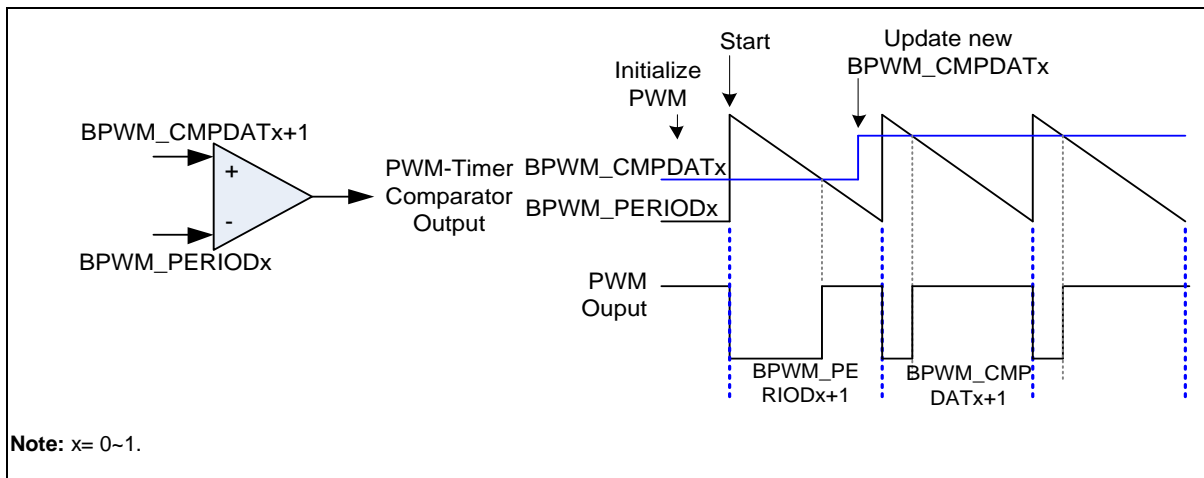 Start
Update new
BPWM_CMPDATx
Initialize
PWM
BPWM_CMPDATx+1
+
-
BPWM_PERIODx
PWM-Timer
Comparator
Output
BPWM_CMPDATx
BPWM_PERIODx
PWM
Ouput
BPWM_PE
RIODx+1
BPWM_CMP
DATx+1
Note: x= 0~1.